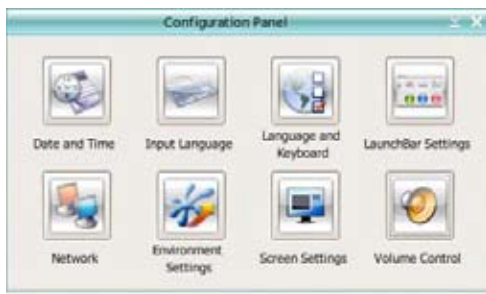 Configuration Panel
Date and Time
Input Language
Language and
Keyboard
LaunchBar Settings
Network
Environment
Settings
Screen Settings
Volume Control